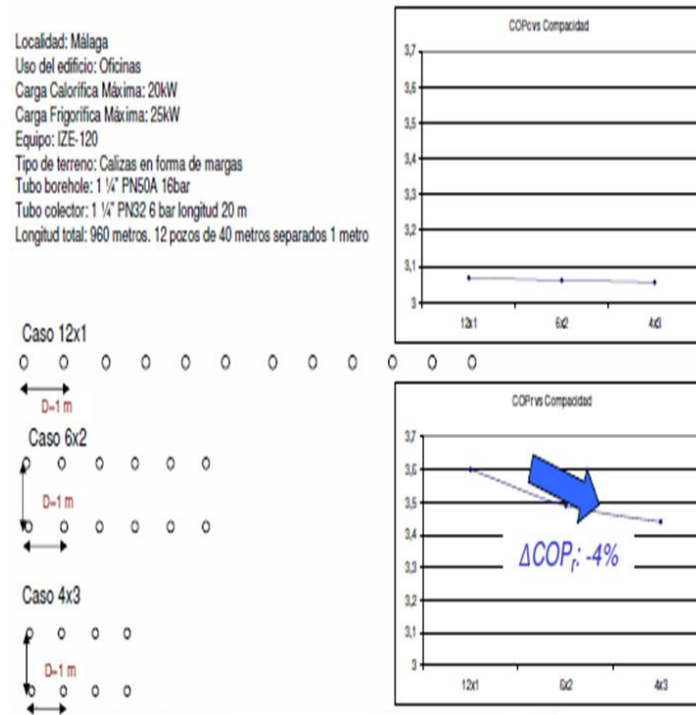 Localidad: Málaga
Uso del edificio: Oficinas
Carga Calorífica Máxima: 20kW
Carga Frigorífica Máxima: 25kW
Equipo: IZE-120
Tipo de terreno: Calizas en forma de margas
Tubo borehole: 1 ¼" PN50A 16bar
Tubo colector: 1 ¼" PN32 6 bar longitud 20 m
Longitud total: 960 metros. 12 pozos de 40 metros separados 1 metro
COPc vs Compacidad
3,7
3,6
3,5
3,4
3,3
3,2
3,1
3
12x1 6x2 4x3
Caso 12x1
D=1 m
Caso 6x2
D=1 m
Caso 4x3
D=1 m
COPr vs Compacidad
3,7
3,6
3,5
3,4
3,3
3,2
3,1
3
ΔCOPr: -4%
12x1 6x2 4x3